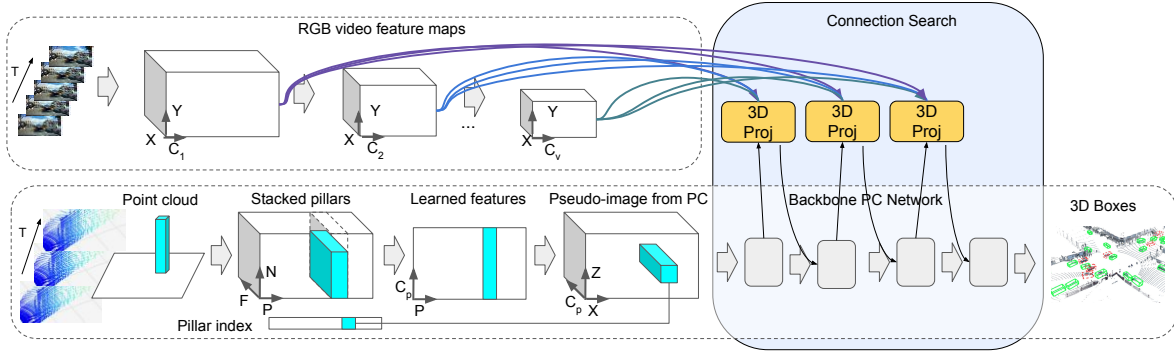 Connection Search
RGB video feature maps
T
Y
X
C1
Y
X
C2
...
Y
X
Cv
3D Proj
3D Proj
3D Proj
Point cloud
Stacked pillars
Learned features
Pseudo-image from PC
Backbone PC Network
3D Boxes
T
N
F
P
Cp
P
Z
Cp
X
Pillar index